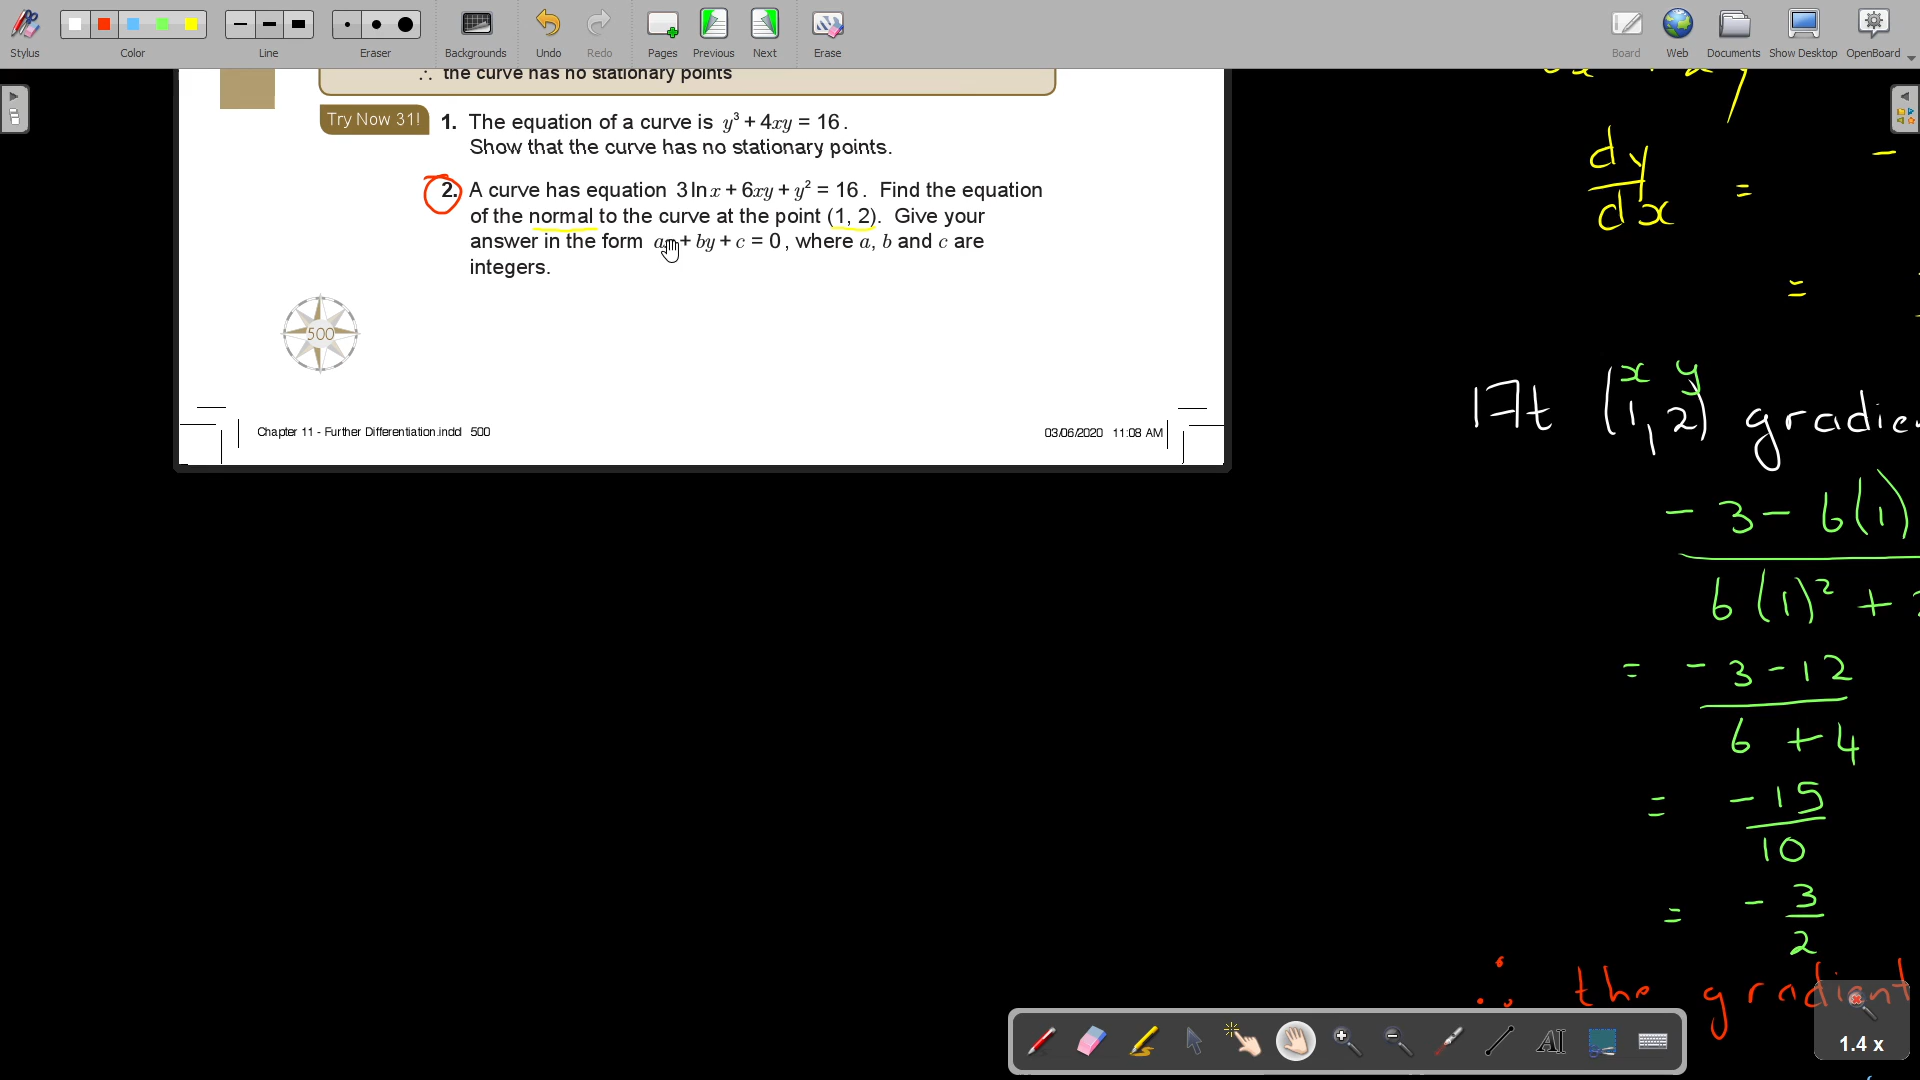 Stylus Color Line Eraser Backgrounds Undo Redo Pages Previous Next Erase Board Web Documents Show Desktop OpenBoard
∴ the curve has no stationary points
Try Now 31!
1. The equation of a curve is y³ + 4xy = 16.
Show that the curve has no stationary points.
2. A curve has equation 3 ln x + 6xy + y² = 16. Find the equation
of the normal to the curve at the point (1, 2). Give your
answer in the form ax + by + c = 0, where a, b and c are
integers.
500
Chapter 11 - Further Differentiation.indd 500
03/06/2020 11:08 AM
dy/dx = -
=
x y
At (1, 2) gradie
- 3 - 6(1)
6(1)² +
= - 3 - 12
6 + 4
= - 15
10
= - 3
2
∴ the gradient
AI
1.4 x